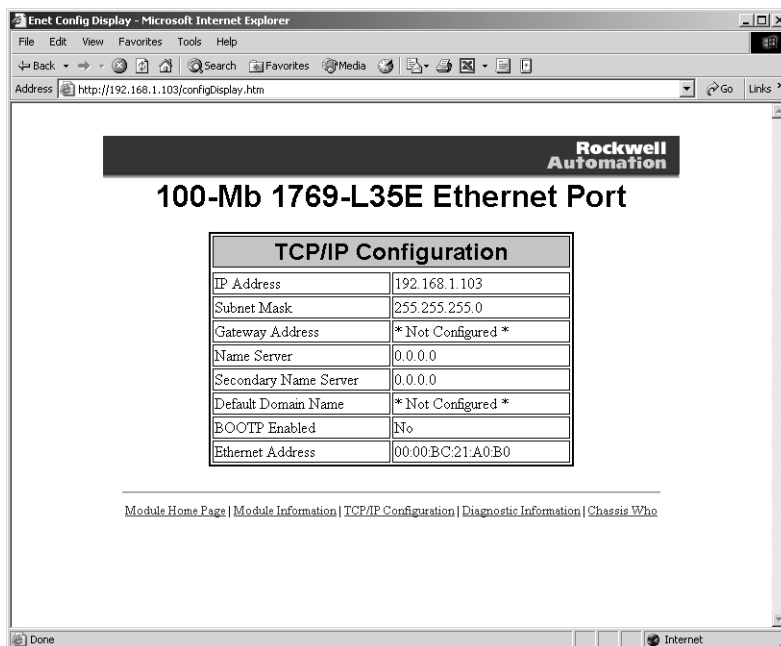 Enet Config Display - Microsoft Internet Explorer
File Edit View Favorites Tools Help
Back Search Favorites Media
Address http://192.168.1.103/configDisplay.htm Go Links
Rockwell
Automation
100-Mb 1769-L35E Ethernet Port
TCP/IP Configuration
IP Address 192.168.1.103
Subnet Mask 255.255.255.0
Gateway Address * Not Configured *
Name Server 0.0.0.0
Secondary Name Server 0.0.0.0
Default Domain Name * Not Configured *
BOOTP Enabled No
Ethernet Address 00:00:BC:21:A0:B0
Module Home Page | Module Information | TCP/IP Configuration | Diagnostic Information | Chassis Who
Done Internet